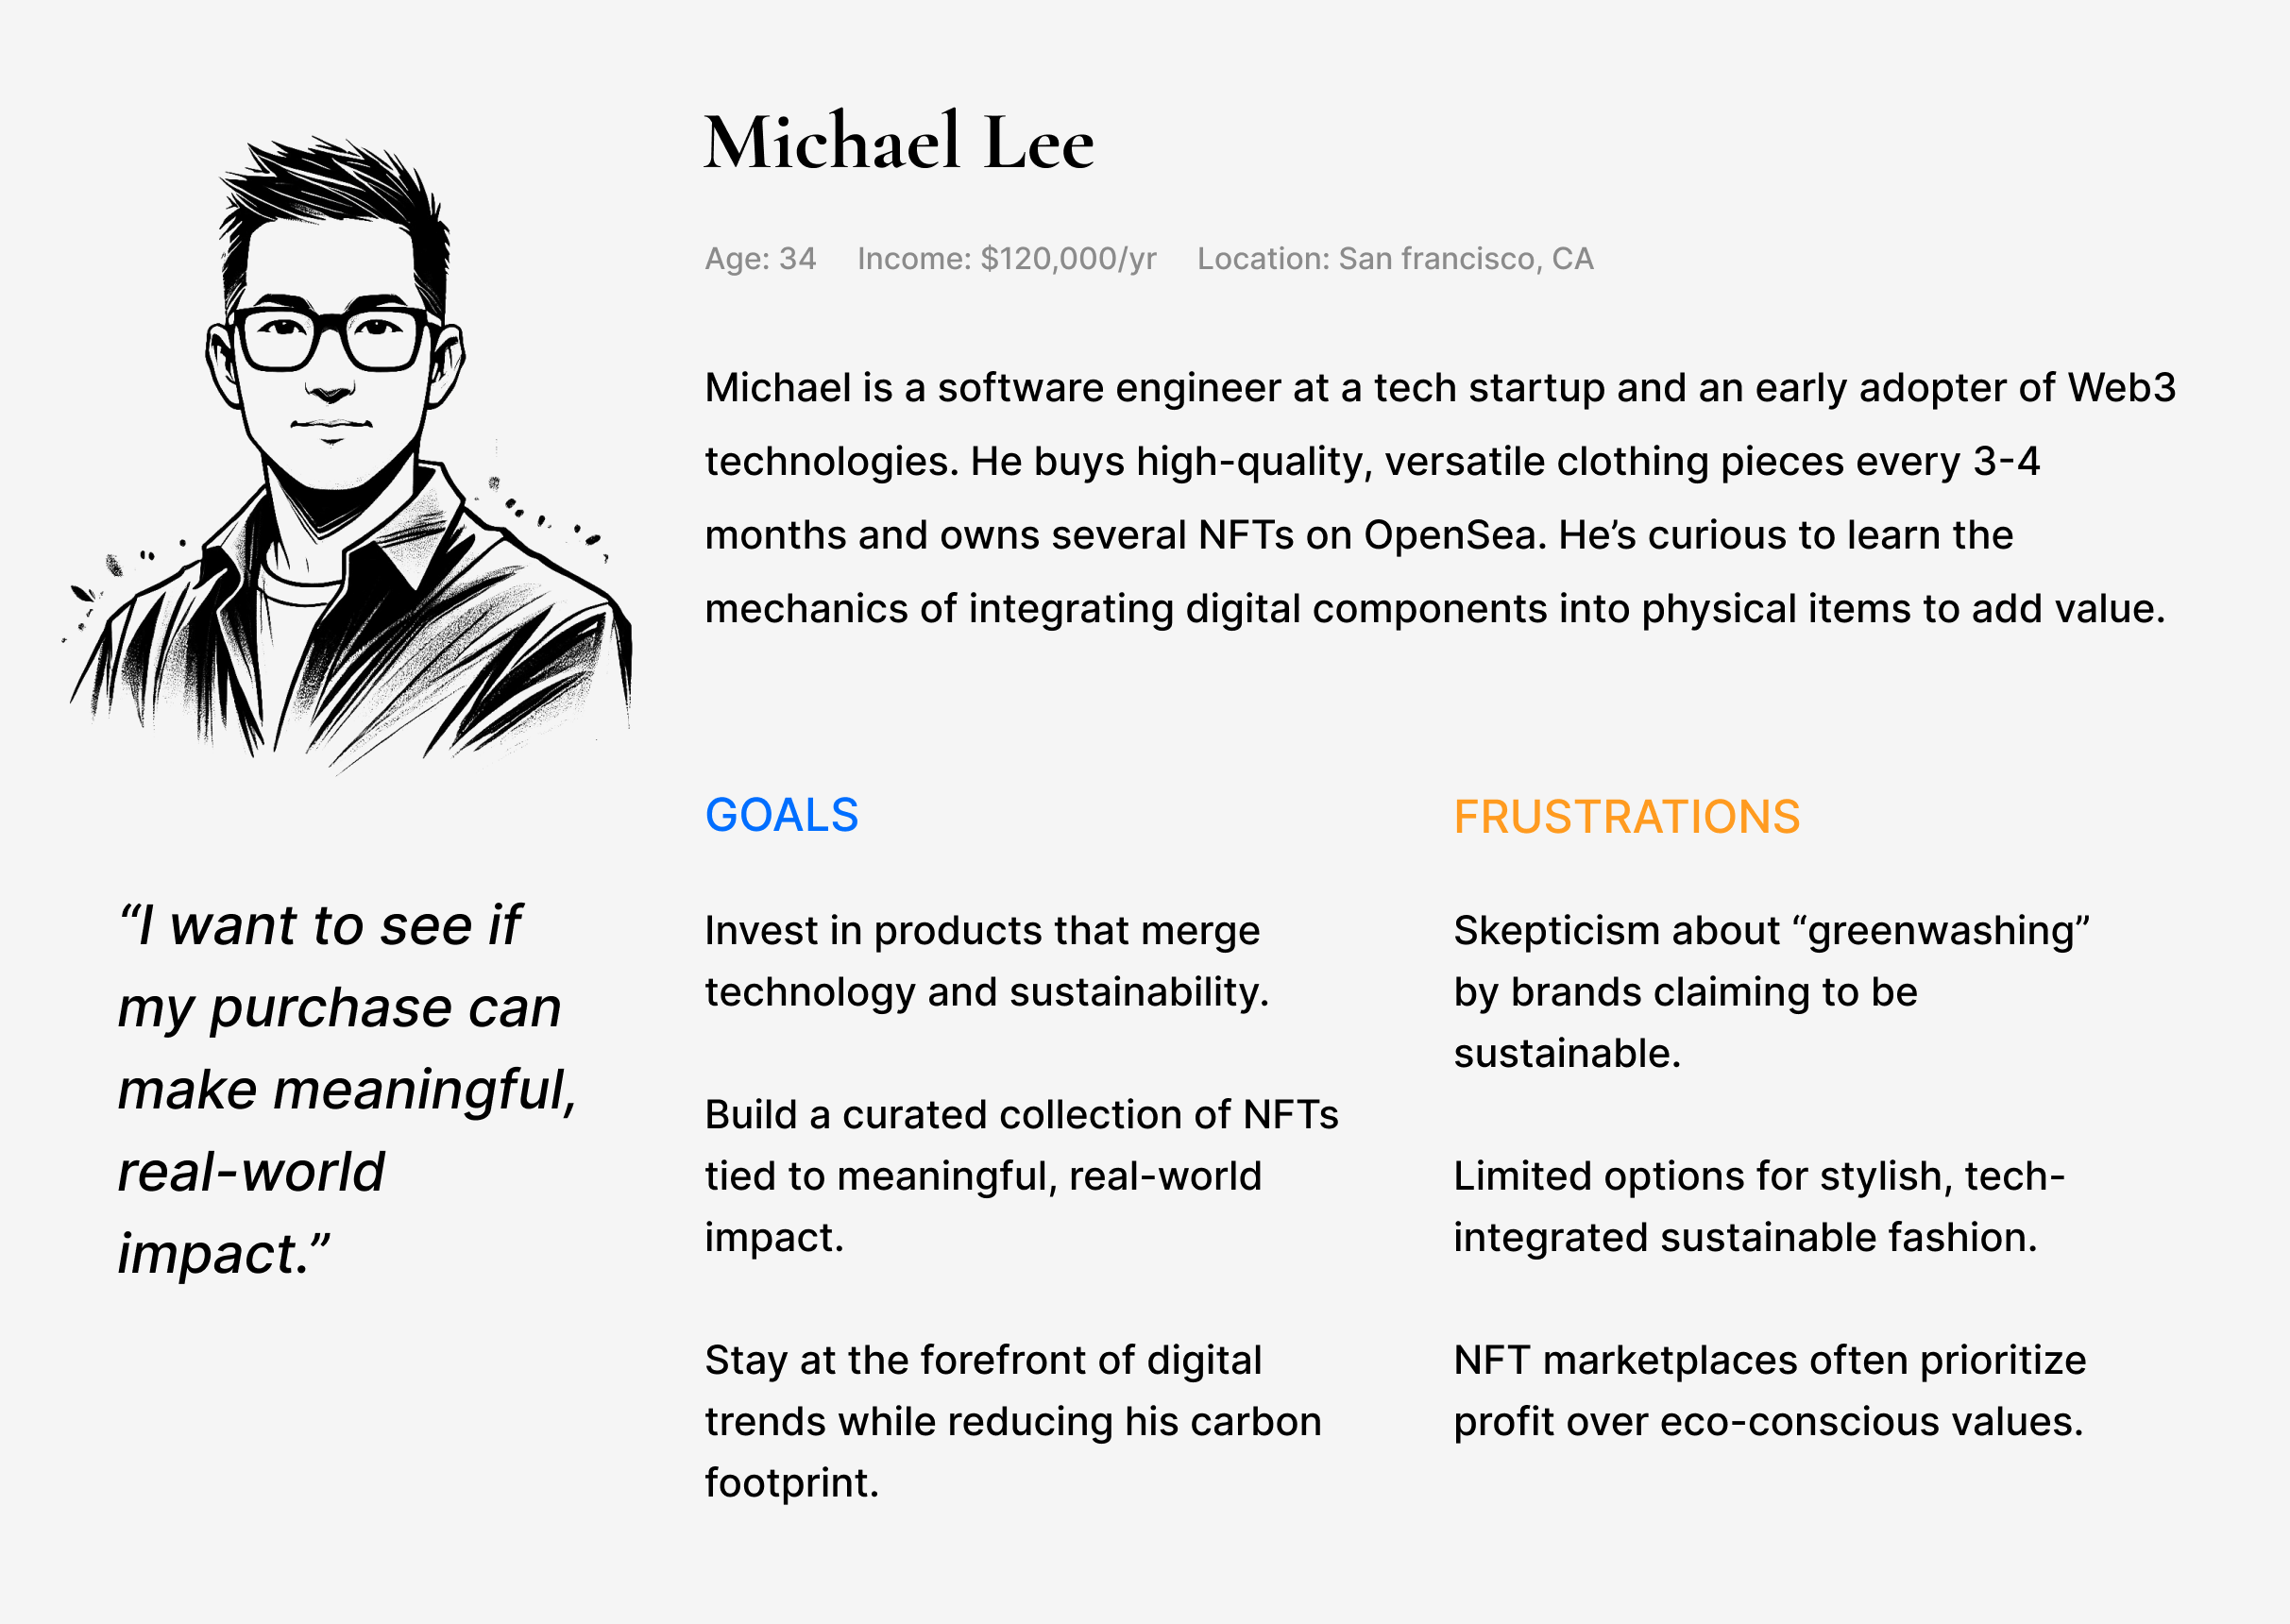 Michael Lee
Age: 34 Income: $120,000/yr Location: San francisco, CA
Michael is a software engineer at a tech startup and an early adopter of Web3
technologies. He buys high-quality, versatile clothing pieces every 3-4
months and owns several NFTs on OpenSea. He’s curious to learn the
mechanics of integrating digital components into physical items to add value.
“I want to see if
my purchase can
make meaningful,
real-world
impact.”
GOALS
Invest in products that merge
technology and sustainability.
Build a curated collection of NFTs
tied to meaningful, real-world
impact.
Stay at the forefront of digital
trends while reducing his carbon
footprint.
FRUSTRATIONS
Skepticism about “greenwashing”
by brands claiming to be
sustainable.
Limited options for stylish, tech-
integrated sustainable fashion.
NFT marketplaces often prioritize
profit over eco-conscious values.